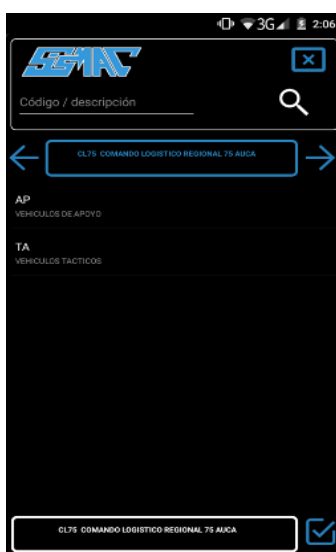 3G 2:06
SGMAC
Código / descripción
CL75 COMANDO LOGISTICO REGIONAL 75 AUCA
AP
VEHICULOS DE APOYO
TA
VEHICULOS TACTICOS
CL75 COMANDO LOGISTICO REGIONAL 75 AUCA